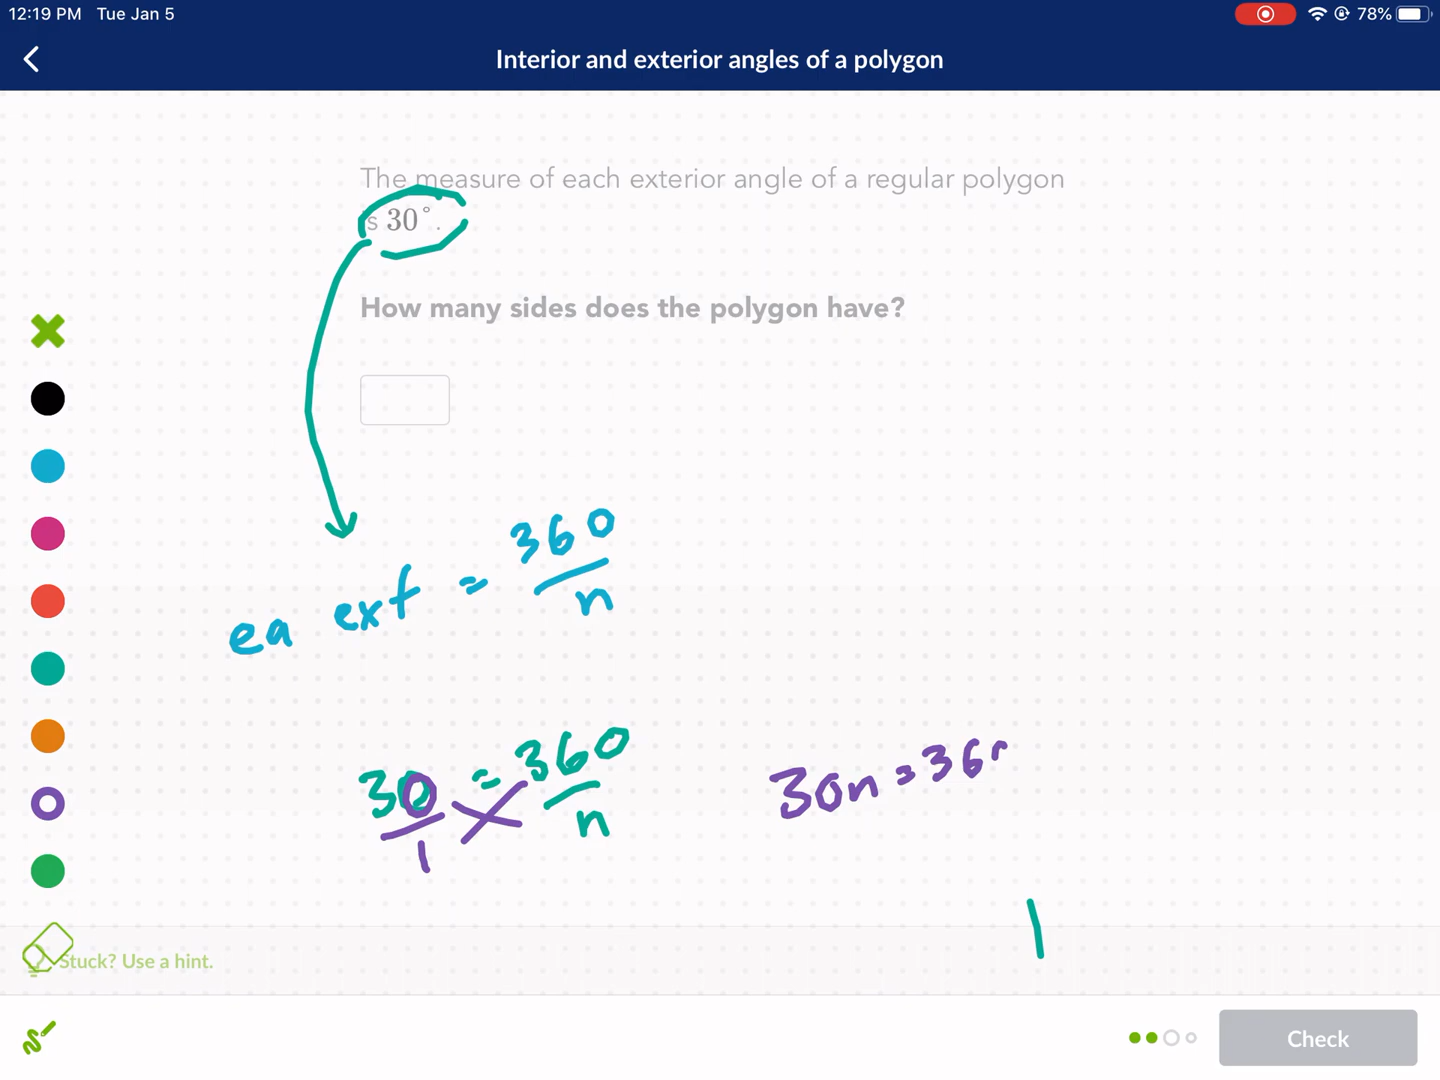 12:19 PM Tue Jan 5
78%
Interior and exterior angles of a polygon
The measure of each exterior angle of a regular polygon
s 30°.
How many sides does the polygon have?
ea ext = 360/n
30/1 = 360/n
30n = 36
Stuck? Use a hint.
Check